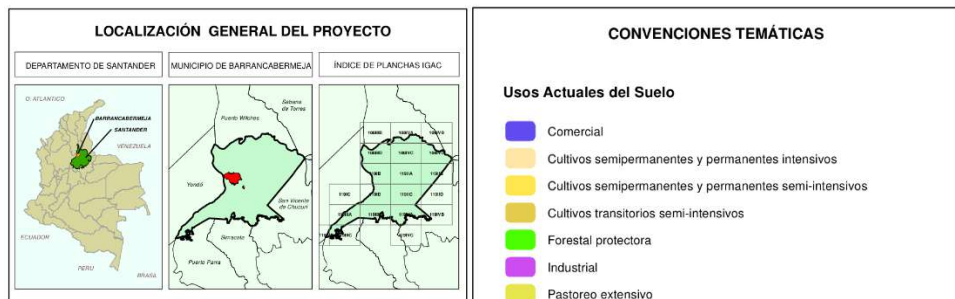 LOCALIZACIÓN GENERAL DEL PROYECTO
DEPARTAMENTO DE SANTANDER
MUNICIPIO DE BARRANCABERMEJA
ÍNDICE DE PLANCHAS IGAC
O. ATLANTICO
BARRANCABERMEJA
SANTANDER
VENEZUELA
ECUADOR
PERU
BRASIL
Sabana
de Torres
Puerto Wilches
Yondó
San Vicente
de Chucurí
Simacota
Puerto Parra
CONVENCIONES TEMÁTICAS
Usos Actuales del Suelo
Comercial
Cultivos semipermanentes y permanentes intensivos
Cultivos semipermanentes y permanentes semi-intensivos
Cultivos transitorios semi-intensivos
Forestal protectora
Industrial
Pastoreo extensivo